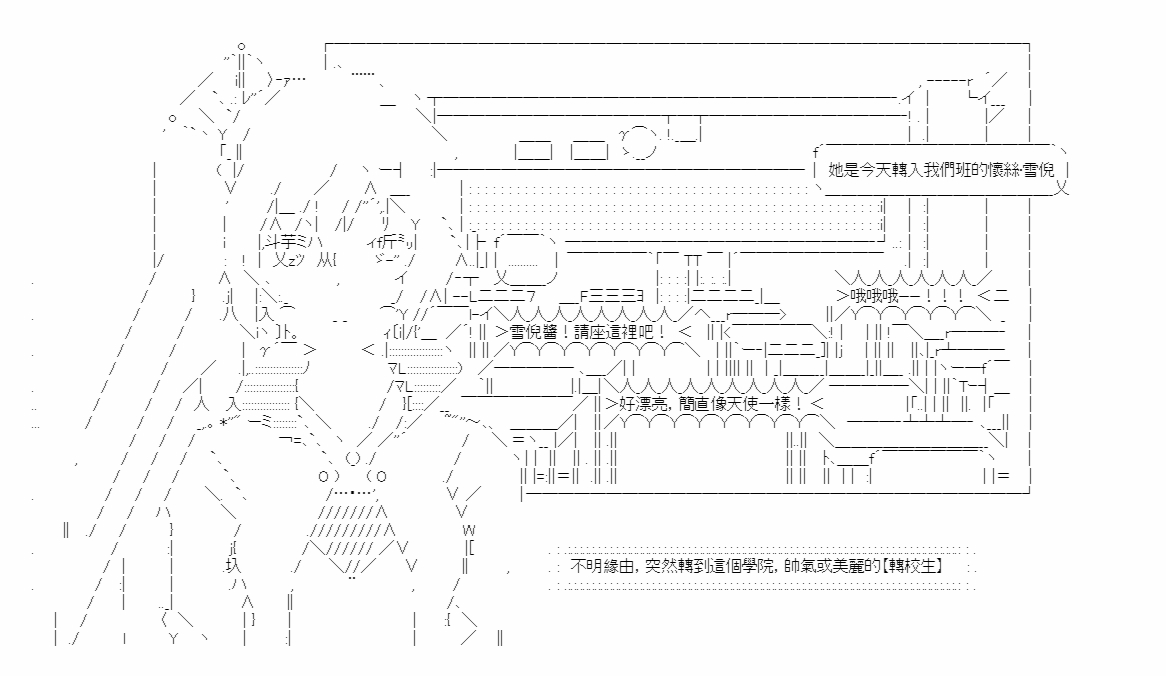 她是今天轉入我們班的懷絲·雪倪
>哦哦哦——！！！<
>雪倪醬！請座這裡吧！<
>好漂亮，簡直像天使一樣！<
不明緣由，突然轉到這個學院，帥氣或美麗的【轉校生】